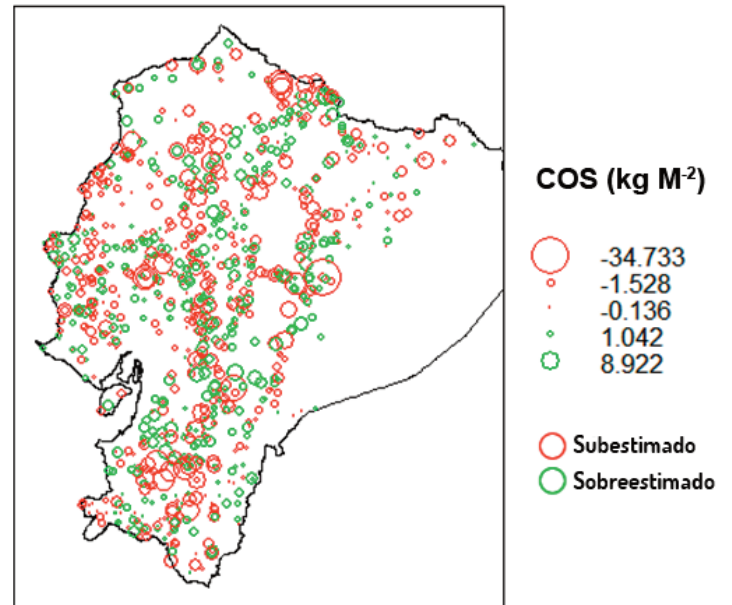 COS (kg M⁻²)
-34.733
-1.528
-0.136
1.042
8.922
Subestimado
Sobreestimado